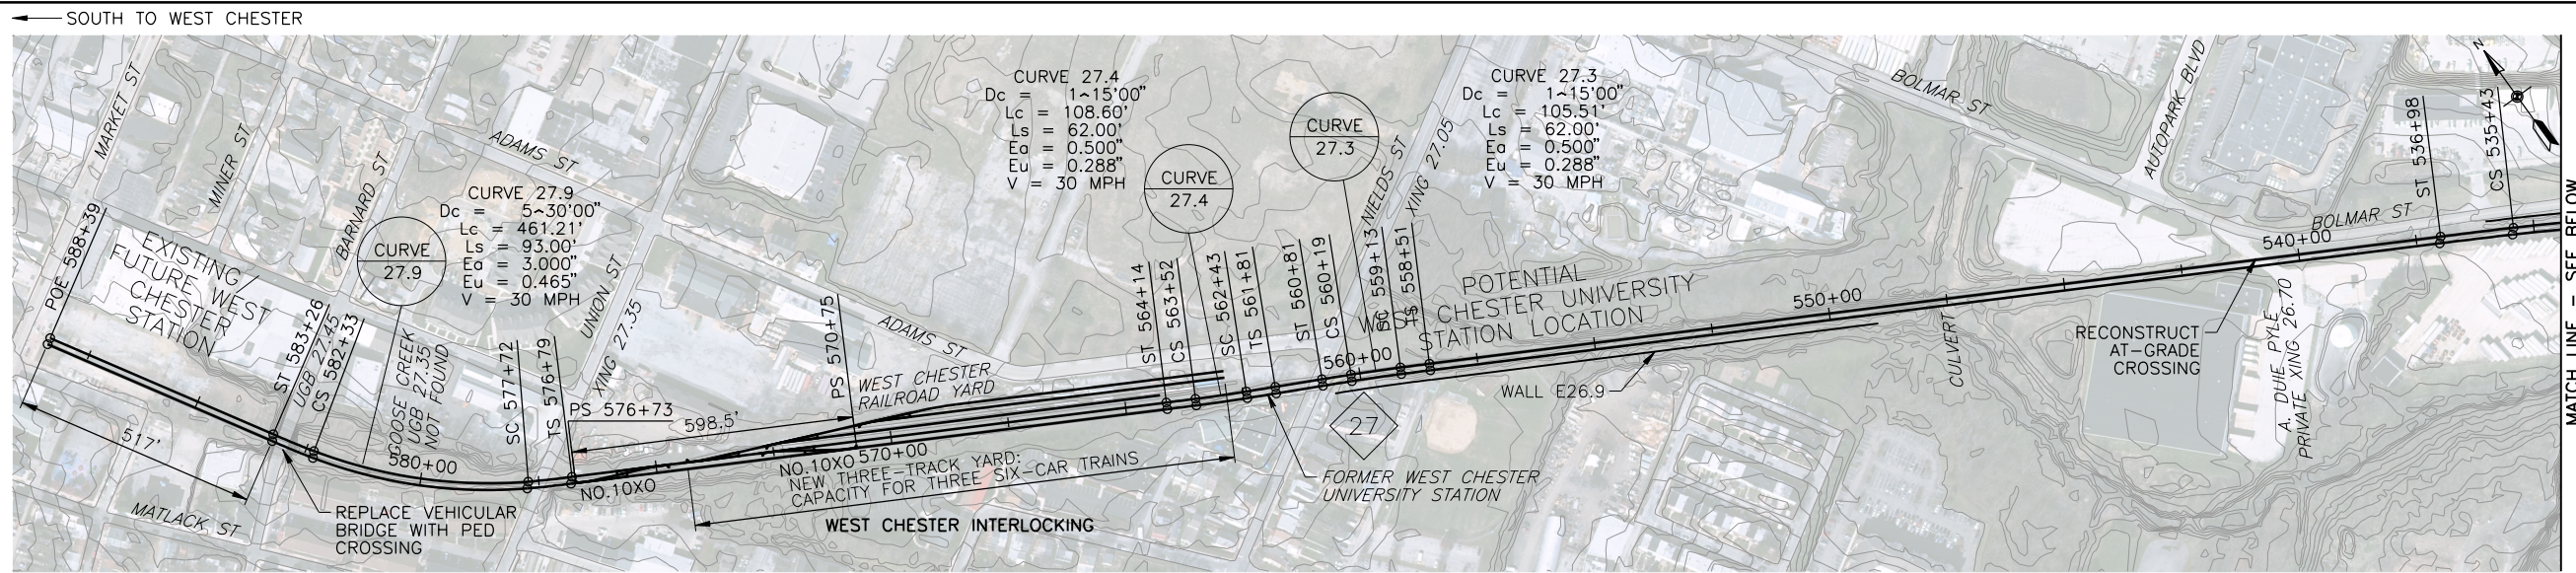 SOUTH TO WEST CHESTER
MARKET ST
MINER ST
BARNARD ST
ADAMS ST
POE 588+39
EXISTING/
FUTURE WEST
CHESTER
STATION
517'
MATLACK ST
ST 583+26
UGB 27.45
CS 582+33
REPLACE VEHICULAR
BRIDGE WITH PED
CROSSING
CURVE
27.9
CURVE 27.9
Dc = 5~30'00"
Lc = 461.21'
Ls = 93.00'
Ea = 3.000"
Eu = 0.465"
V = 30 MPH
GOOSE CREEK
UGB 27.35
NOT FOUND
580+00
SC 577+72
TS 576+79
UNION ST
XING 27.35
PS 576+73
598.5'
NO.10XO
PS 570+75
ADAMS ST
WEST CHESTER
RAILROAD YARD
NO.10XO
570+00
NEW THREE-TRACK YARD:
CAPACITY FOR THREE SIX-CAR TRAINS
WEST CHESTER INTERLOCKING
CURVE 27.4
Dc = 1~15'00"
Lc = 108.60'
Ls = 62.00'
Ea = 0.500"
Eu = 0.288"
V = 30 MPH
CURVE
27.4
ST 564+14
CS 563+52
SC 562+43
TS 561+81
ST 560+81
CS 560+19
CURVE
27.3
CURVE 27.3
Dc = 1~15'00"
Lc = 105.51'
Ls = 62.00'
Ea = 0.500"
Eu = 0.288"
V = 30 MPH
NIELDS ST
XING 27.05
SC 559+13
TS 558+51
560+00
27
FORMER WEST CHESTER
UNIVERSITY STATION
POTENTIAL
WEST CHESTER UNIVERSITY
STATION LOCATION
WALL E26.9
550+00
CULVERT
BOLMAR ST
AUTOPARK BLVD
RECONSTRUCT
AT-GRADE
CROSSING
A. DUIE PYLE
PRIVATE XING 26.70
540+00
BOLMAR ST
ST 536+98
CS 535+43
N
MATCH LINE - SEE BELOW